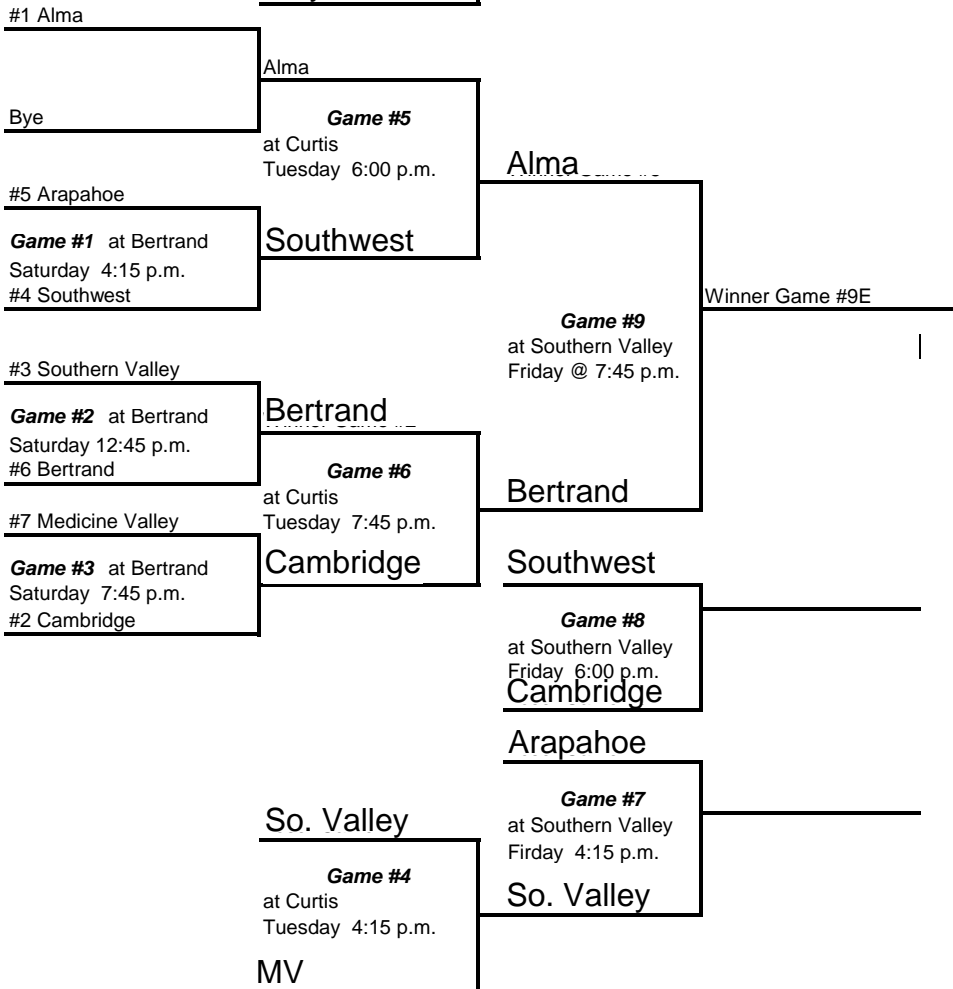 #1 Alma
Alma
Bye
Game #5
at Curtis
Tuesday 6:00 p.m.
Alma
#5 Arapahoe
Game #1 at Bertrand
Saturday 4:15 p.m.
#4 Southwest
Southwest
Winner Game #9E
Game #9
at Southern Valley
Friday @ 7:45 p.m.
#3 Southern Valley
Game #2 at Bertrand
Saturday 12:45 p.m.
#6 Bertrand
Bertrand
Game #6
at Curtis
Tuesday 7:45 p.m.
Bertrand
#7 Medicine Valley
Game #3 at Bertrand
Saturday 7:45 p.m.
#2 Cambridge
Cambridge
Southwest
Game #8
at Southern Valley
Friday 6:00 p.m.
Cambridge
Arapahoe
Game #7
at Southern Valley
Firday 4:15 p.m.
So. Valley
So. Valley
Game #4
at Curtis
Tuesday 4:15 p.m.
MV